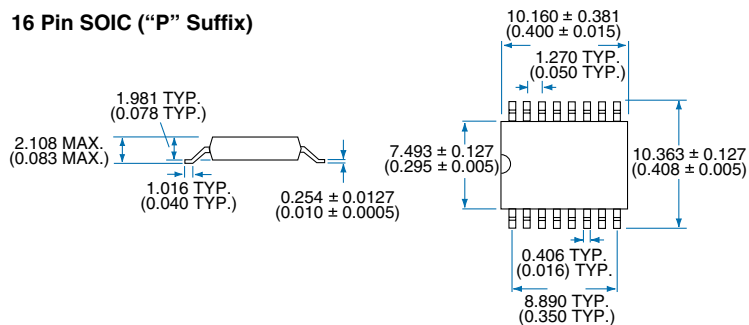 16 Pin SOIC (“P” Suffix)
10.160 ± 0.381
(0.400 ± 0.015)
1.270 TYP.
(0.050 TYP.)
1.981 TYP.
(0.078 TYP.)
2.108 MAX.
(0.083 MAX.)
7.493 ± 0.127
(0.295 ± 0.005)
10.363 ± 0.127
(0.408 ± 0.005)
1.016 TYP.
(0.040 TYP.)
0.254 ± 0.0127
(0.010 ± 0.0005)
0.406 TYP.
(0.016) TYP.
8.890 TYP.
(0.350 TYP.)